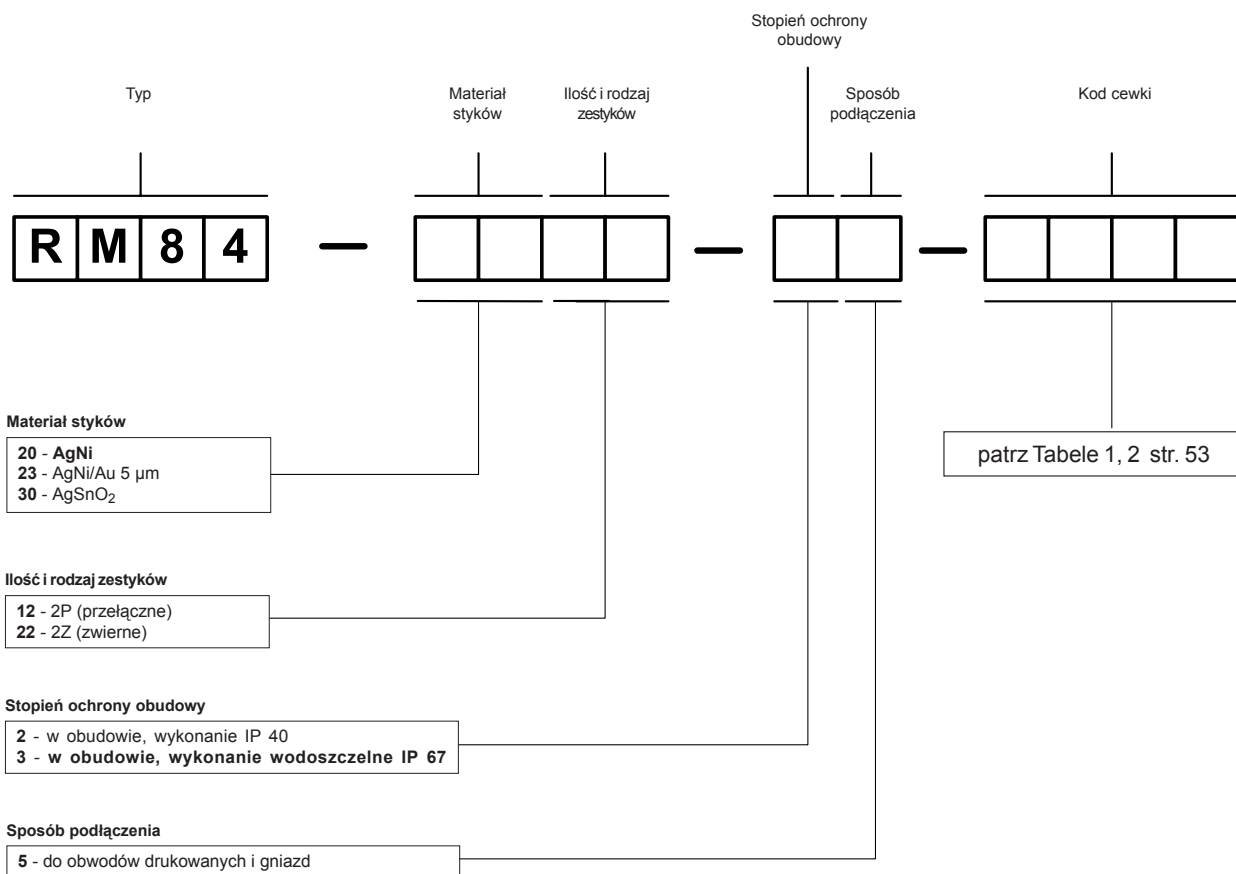 Stopień ochrony
obudowy
Typ
Materiał
styków
Ilość i rodzaj
zestyków
Sposób
podłączenia
Kod cewki
RM84 — —  —
Materiał styków
20 - AgNi
23 - AgNi/Au 5 µm
30 - AgSnO2
patrz Tabele 1, 2 str. 53
Ilość i rodzaj zestyków
12 - 2P (przełączne)
22 - 2Z (zwierne)
Stopień ochrony obudowy
2 - w obudowie, wykonanie IP 40
3 - w obudowie, wykonanie wodoszczelne IP 67
Sposób podłączenia
5 - do obwodów drukowanych i gniazd